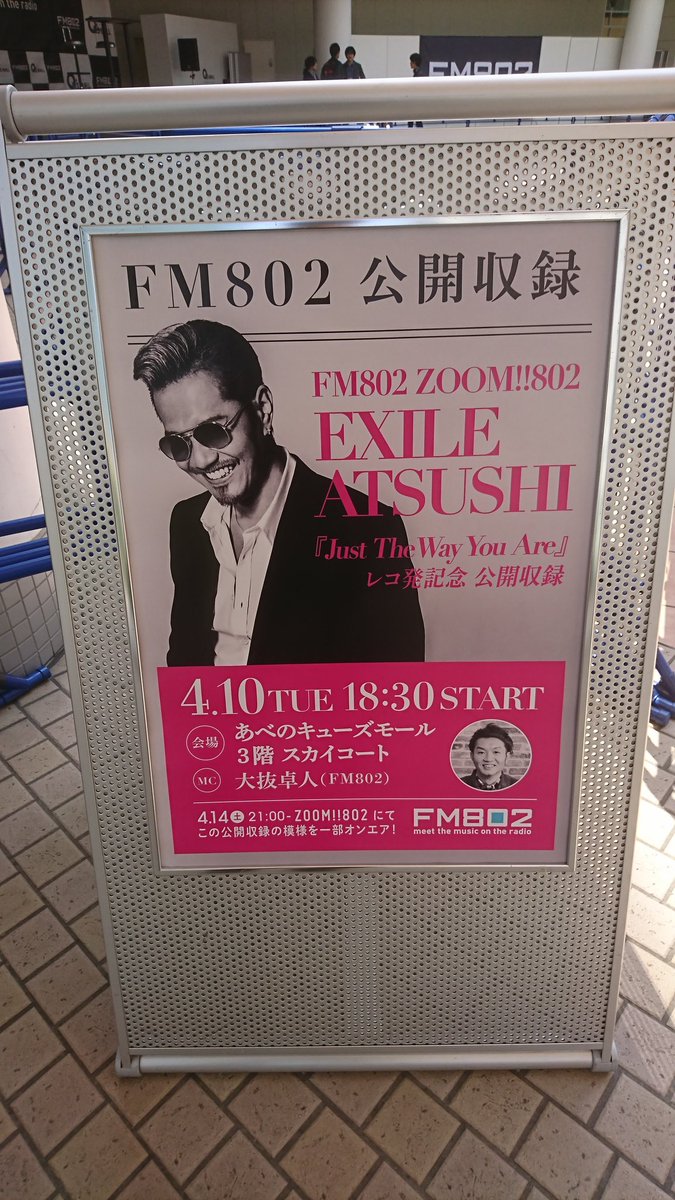 on the radio
FM802
FM802
FM802 公開収録
FM802 ZOOM!!802
EXILE
ATSUSHI
『Just The Way You Are』
レコ発記念 公開収録
4.10 TUE 18:30 START
会場 あべのキューズモール
3階 スカイコート
MC 大抜卓人(FM802)
4.14 土 21:00- ZOOM!!802 にて
この公開収録の模様を一部オンエア!
FM802
meet the music on the radio